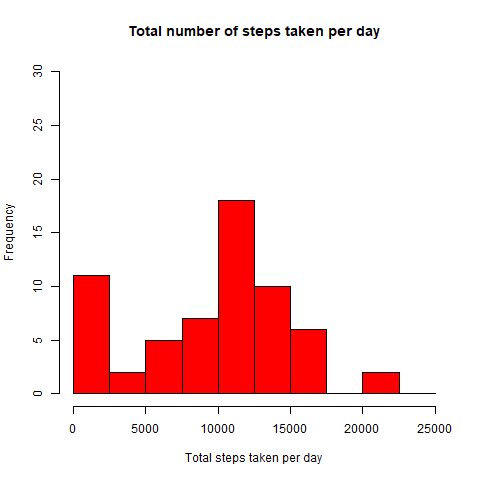 Total number of steps taken per day
30
25
20
15
10
5
0
Frequency
0 5000 10000 15000 20000 25000
Total steps taken per day